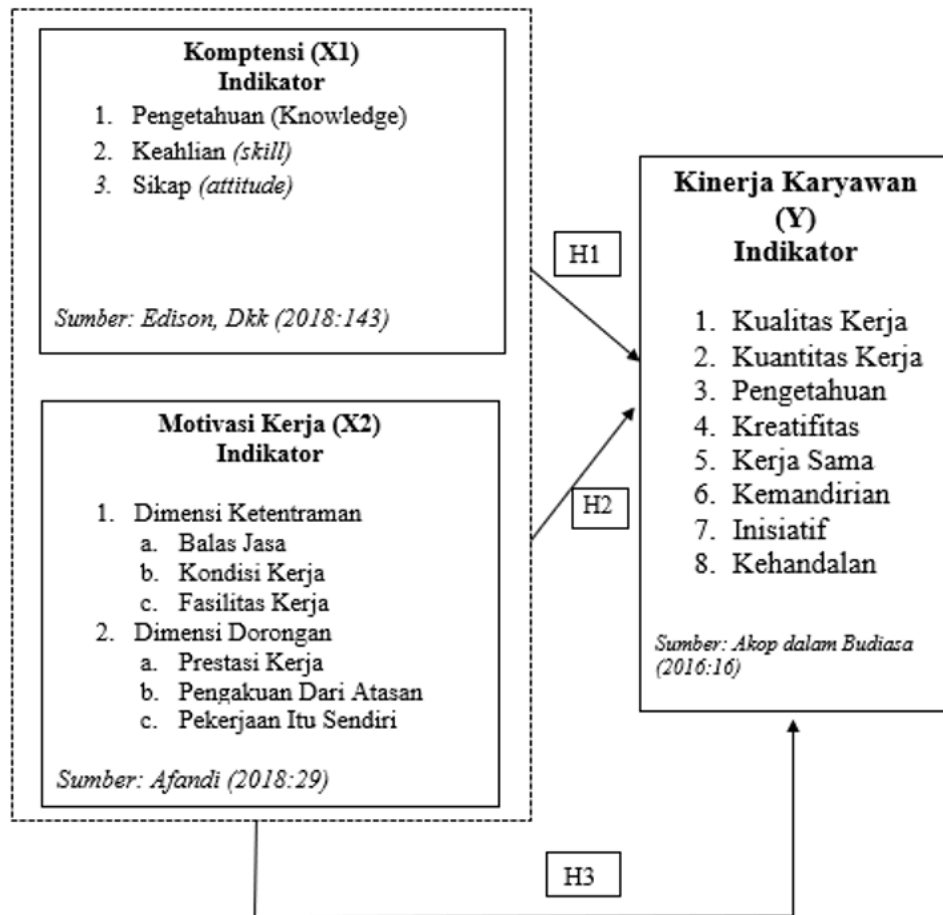 Komptensi (X1)
Indikator
1. Pengetahuan (Knowledge)
2. Keahlian (skill)
3. Sikap (attitude)
Sumber: Edison, Dkk (2018:143)
Motivasi Kerja (X2)
Indikator
1. Dimensi Ketentraman
a. Balas Jasa
b. Kondisi Kerja
c. Fasilitas Kerja
2. Dimensi Dorongan
a. Prestasi Kerja
b. Pengakuan Dari Atasan
c. Pekerjaan Itu Sendiri
Sumber: Afandi (2018:29)
H1
H2
H3
Kinerja Karyawan
(Y)
Indikator
1. Kualitas Kerja
2. Kuantitas Kerja
3. Pengetahuan
4. Kreatifitas
5. Kerja Sama
6. Kemandirian
7. Inisiatif
8. Kehandalan
Sumber: Akop dalam Budiasa
(2016:16)